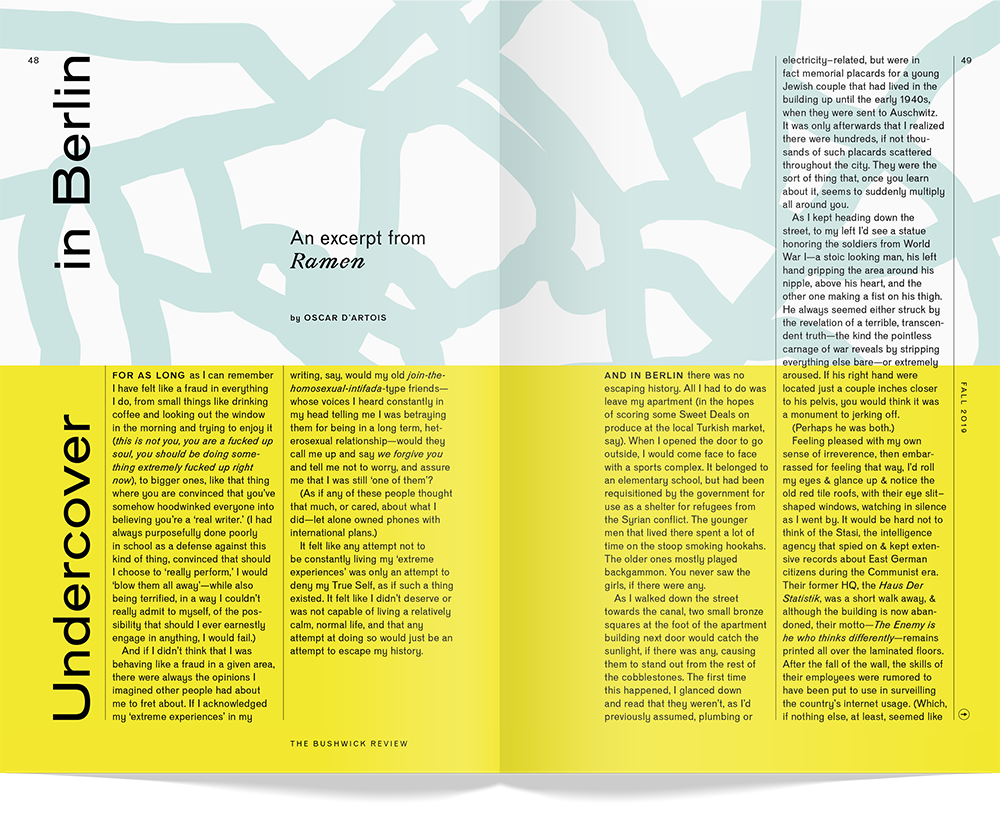 48
Undercover
in Berlin
An excerpt from
Ramen
by OSCAR D'ARTOIS
FOR AS LONG as I can remember
I have felt like a fraud in everything
I do, from small things like drinking
coffee and looking out the window
in the morning and trying to enjoy it
(this is not you, you are a fucked up
soul, you should be doing some-
thing extremely fucked up right
now), to bigger ones, like that thing
where you are convinced that you've
somehow hoodwinked everyone into
believing you're a 'real writer.' (I had
always purposefully done poorly
in school as a defense against this
kind of thing, convinced that should
I choose to 'really perform,' I would
'blow them all away'—while also
being terrified, in a way I couldn't
really admit to myself, of the pos-
sibility that should I ever earnestly
engage in anything, I would fail.)
And if I didn't think that I was
behaving like a fraud in a given area,
there were always the opinions I
imagined other people had about
me to fret about. If I acknowledged
my 'extreme experiences' in my
writing, say, would my old join-the-
homosexual-intifada-type friends—
whose voices I heard constantly in
my head telling me I was betraying
them for being in a long term, het-
erosexual relationship—would they
call me up and say we forgive you
and tell me not to worry, and assure
me that I was still 'one of them'?
(As if any of these people thought
that much, or cared, about what I
did—let alone owned phones with
international plans.)
It felt like any attempt not to
be constantly living my 'extreme
experiences' was only an attempt to
deny my True Self, as if such a thing
existed. It felt like I didn't deserve or
was not capable of living a relatively
calm, normal life, and that any
attempt at doing so would just be an
attempt to escape my history.
THE BUSHWICK REVIEW
AND IN BERLIN there was no
escaping history. All I had to do was
leave my apartment (in the hopes
of scoring some Sweet Deals on
produce at the local Turkish market,
say). When I opened the door to go
outside, I would come face to face
with a sports complex. It belonged to
an elementary school, but had been
requisitioned by the government for
use as a shelter for refugees from
the Syrian conflict. The younger
men that lived there spent a lot of
time on the stoop smoking hookahs.
The older ones mostly played
backgammon. You never saw the
girls, if there were any.
As I walked down the street
towards the canal, two small bronze
squares at the foot of the apartment
building next door would catch the
sunlight, if there was any, causing
them to stand out from the rest of
the cobblestones. The first time
this happened, I glanced down
and read that they weren't, as I'd
previously assumed, plumbing or
electricity–related, but were in
fact memorial placards for a young
Jewish couple that had lived in the
building up until the early 1940s,
when they were sent to Auschwitz.
It was only afterwards that I realized
there were hundreds, if not thou-
sands of such placards scattered
throughout the city. They were the
sort of thing that, once you learn
about it, seems to suddenly multiply
all around you.
As I kept heading down the
street, to my left I'd see a statue
honoring the soldiers from World
War I—a stoic looking man, his left
hand gripping the area around his
nipple, above his heart, and the
other one making a fist on his thigh.
He always seemed either struck by
the revelation of a terrible, transcen-
dent truth—the kind the pointless
carnage of war reveals by stripping
everything else bare—or extremely
aroused. If his right hand were
located just a couple inches closer
to his pelvis, you would think it was
a monument to jerking off.
(Perhaps he was both.)
Feeling pleased with my own
sense of irreverence, then embar-
rassed for feeling that way, I'd roll
my eyes & glance up & notice the
old red tile roofs, with their eye slit–
shaped windows, watching in silence
as I went by. It would be hard not to
think of the Stasi, the intelligence
agency that spied on & kept exten-
sive records about East German
citizens during the Communist era.
Their former HQ, the Haus Der
Statistik, was a short walk away, &
although the building is now aban-
doned, their motto—The Enemy is
he who thinks differently—remains
printed all over the laminated floors.
After the fall of the wall, the skills of
their employees were rumored to
have been put to use in surveilling
the country's internet usage. (Which,
if nothing else, at least, seemed like
49
FALL 2019